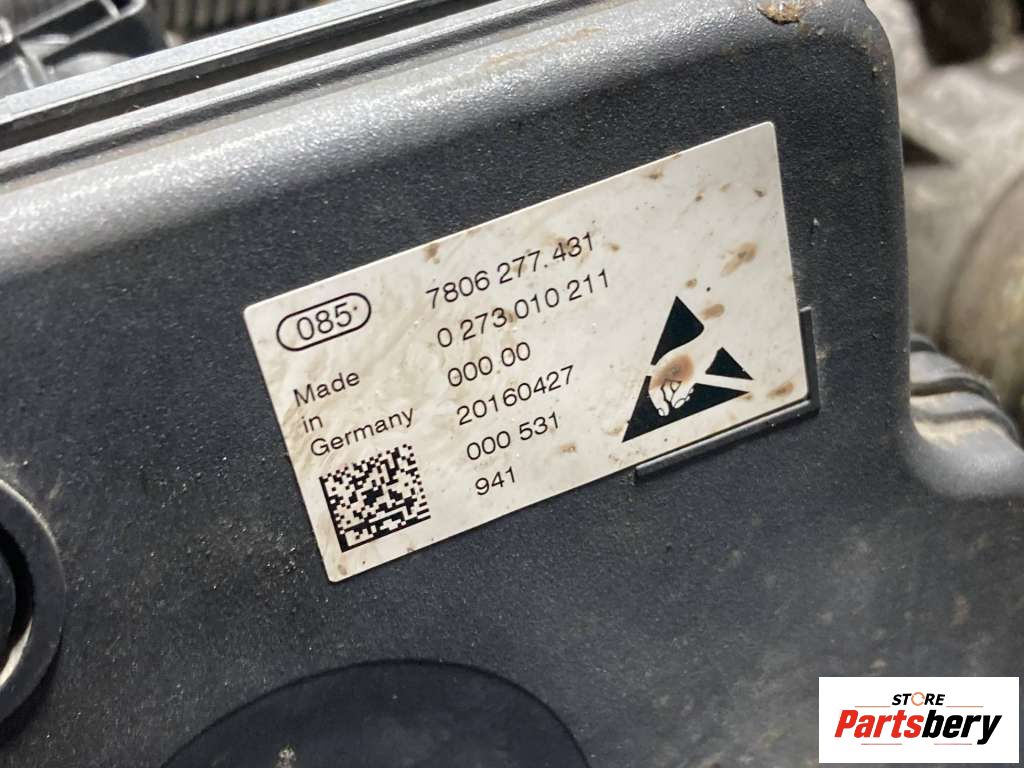 085
7806 277.431
0 273 010 211
000 00
20160427
000 531
941
Made
in
Germany
STORE
Partsbery